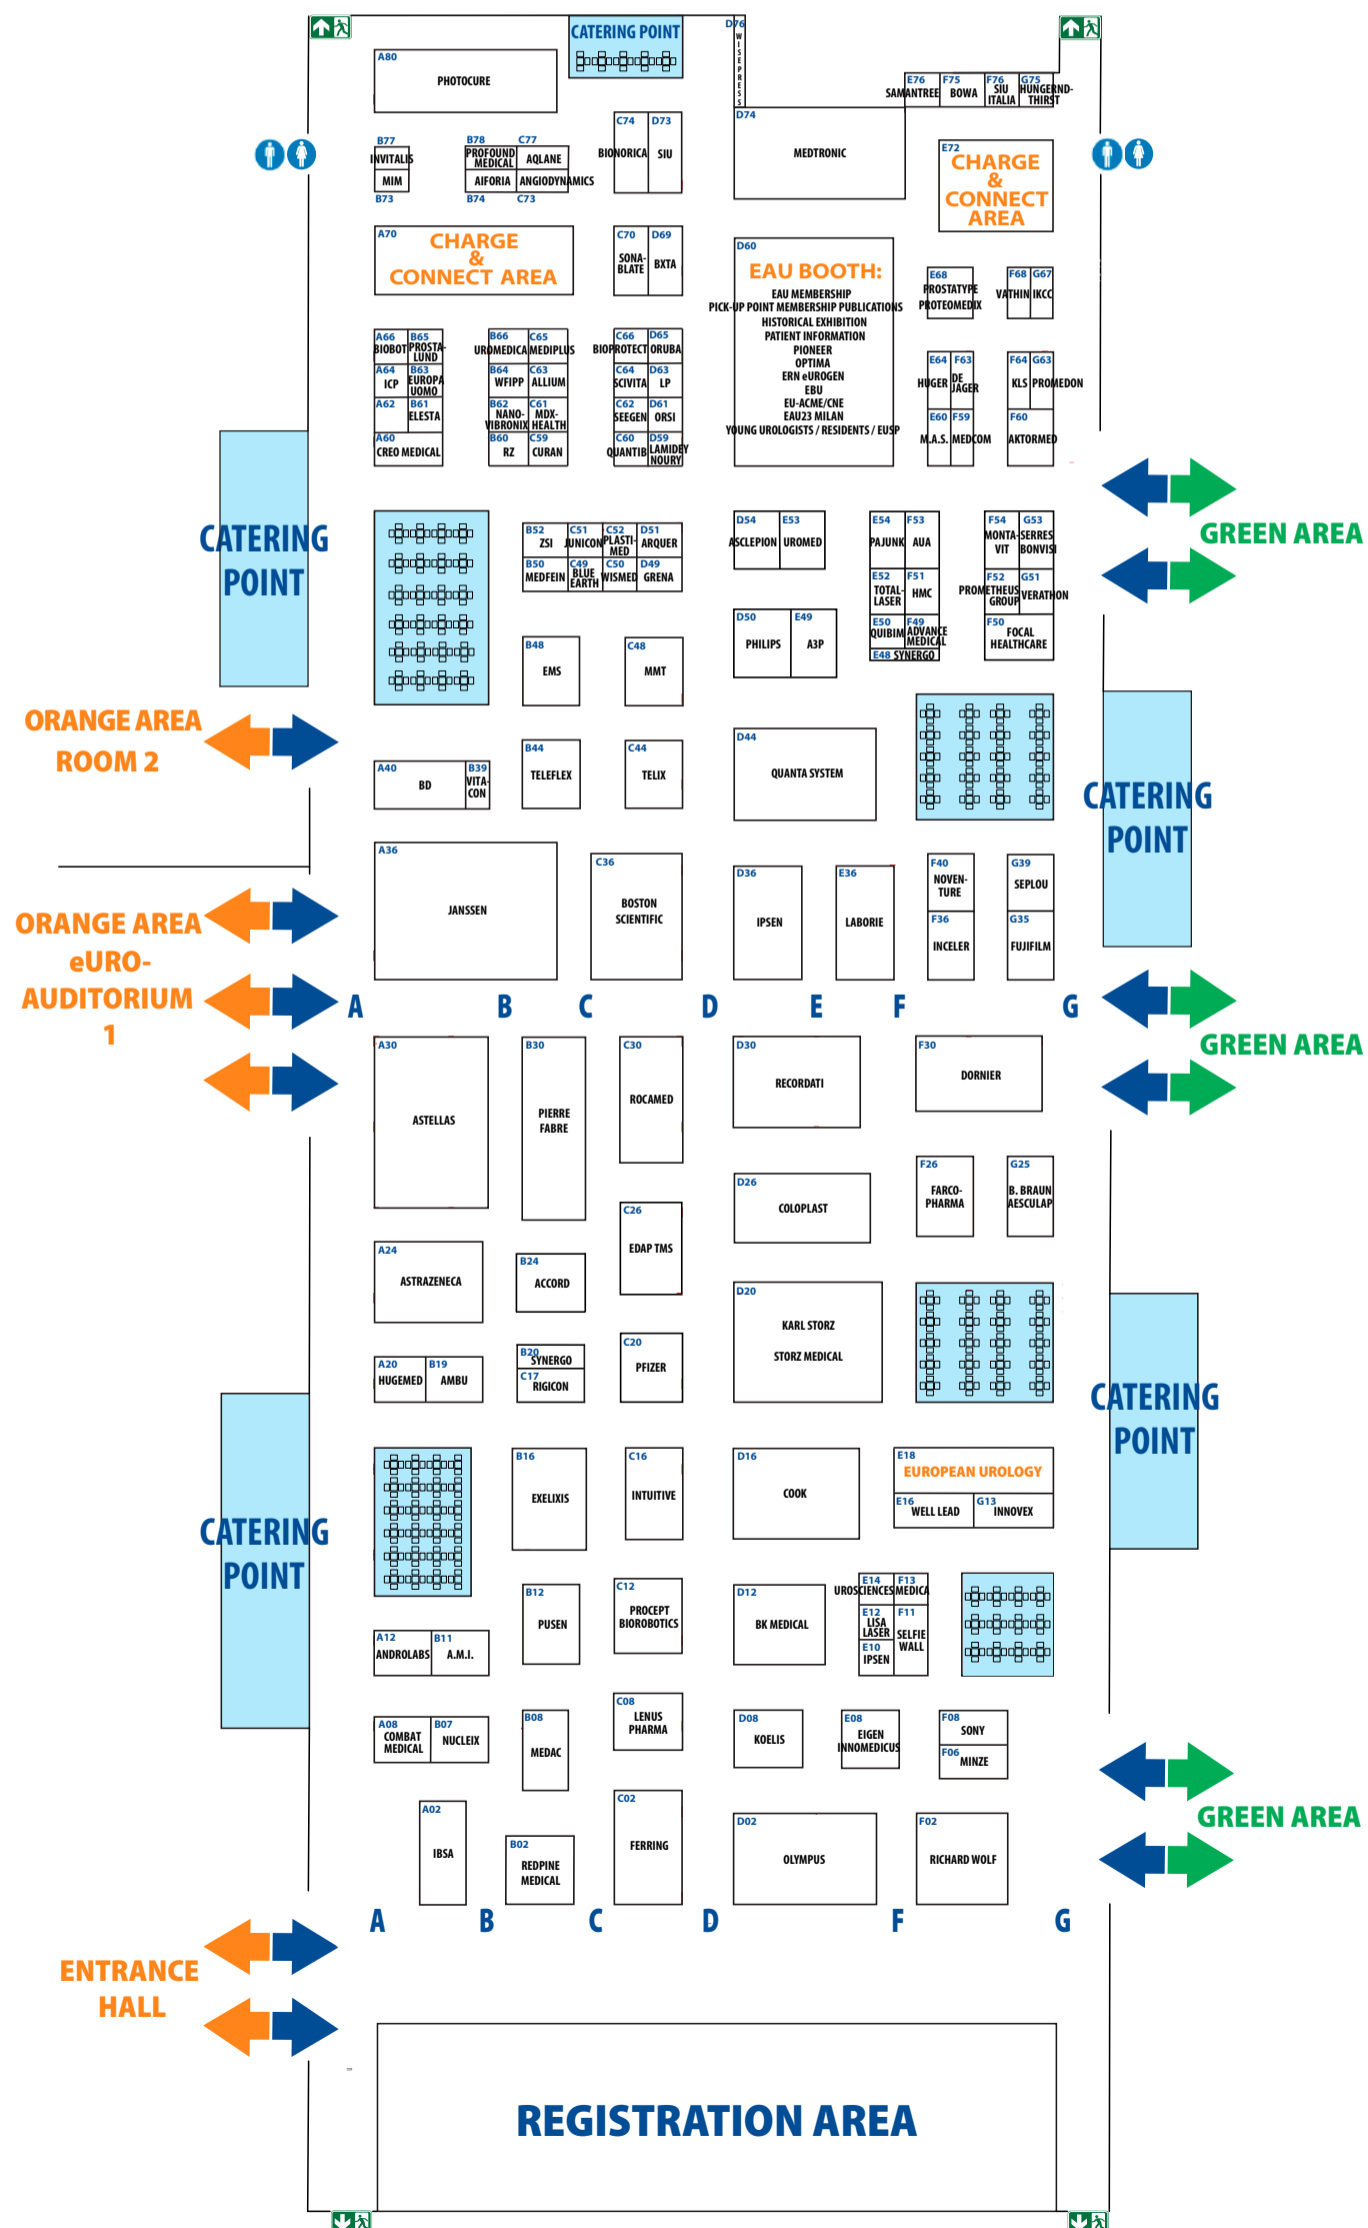 CATERING POINT
D76
WISEPRESS
A80
PHOTOCURE
E76
SAMANTREE
F75
BOWA
F76
SIU
ITALIA
G75
HUNGERND-
THIRST
C74
BIONORICA
D73
SIU
D74
MEDTRONIC
B77
INVITALIS
MIM
B73
B78
PROFOUND
MEDICAL
C77
AQLANE
AIFORIA
ANGIODYNAMICS
B74
C73
E72
CHARGE
&
CONNECT
AREA
A70
CHARGE
&
CONNECT AREA
C70
SONA-
BLATE
D69
BXTA
D60
EAU BOOTH:
EAU MEMBERSHIP
PICK-UP POINT MEMBERSHIP PUBLICATIONS
HISTORICAL EXHIBITION
PATIENT INFORMATION
PIONEER
OPTIMA
ERN eUROGEN
EBU
EU-ACME/CNE
EAU23 MILAN
YOUNG UROLOGISTS / RESIDENTS / EUSP
E68
PROSTATYPE
PROTEOMEDIX
F68
VATHIN
G67
IKCC
A66
BIOBOT
B65
PROSTA-
LUND
A64
ICP
B63
EUROPA
UOMO
A62
B61
ELESTA
A60
CREO MEDICAL
B66
UROMEDICA
C65
MEDIPLUS
B64
WFIPP
C63
ALLIUM
B62
NANO-
VIBRONIX
C61
MDX-
HEALTH
B60
RZ
C59
CURAN
C66
BIOPROTECT
D65
ORUBA
C64
SCIVITA
D63
LP
C62
SEEGEN
D61
ORSI
C60
QUANTIB
D59
LAMIDEY
NOURY
E64
HUGER
F63
DE
JAGER
E60
M.A.S.
F59
MEDCOM
F64
KLS
G63
PROMEDON
F60
AKTORMED
CATERING
POINT
GREEN AREA
B52
ZSI
C51
JUNICON
C52
PLASTI-
MED
D51
ARQUER
B50
MEDFEIN
C49
BLUE
EARTH
C50
WISMED
D49
GRENA
D54
ASCLEPION
E53
UROMED
E54
PAJUNK
F53
AUA
E52
TOTAL-
LASER
F51
HMC
E50
QUIBIM
F49
ADVANCE
MEDICAL
E48 SYNERGO
F54
MONTA-
VIT
G53
SERRES
BONVISI
F52
PROMETHEUS
GROUP
G51
VERATHON
F50
FOCAL
HEALTHCARE
B48
EMS
C48
MMT
D50
PHILIPS
E49
A3P
ORANGE AREA
ROOM 2
A40
BD
B39
VITA-
CON
B44
TELEFLEX
C44
TELIX
D44
QUANTA SYSTEM
CATERING
POINT
A36
JANSSEN
C36
BOSTON
SCIENTIFIC
D36
IPSEN
E36
LABORIE
F40
NOVEN-
TURE
F36
INCELER
G39
SEPLOU
G35
FUJIFILM
ORANGE AREA
eURO-
AUDITORIUM
1
A B C D E F G
GREEN AREA
A30
ASTELLAS
B30
PIERRE
FABRE
C30
ROCAMED
D30
RECORDATI
F30
DORNIER
D26
COLOPLAST
F26
FARCO-
PHARMA
G25
B. BRAUN
AESCULAP
C26
EDAP TMS
A24
ASTRAZENECA
B24
ACCORD
D20
KARL STORZ
STORZ MEDICAL
A20
HUGEMED
B19
AMBU
B20
SYNERGO
C17
RIGICON
C20
PFIZER
CATERING
POINT
CATERING
POINT
B16
EXELIXIS
C16
INTUITIVE
D16
COOK
E18
EUROPEAN UROLOGY
E16
WELL LEAD
G13
INNOVEX
B12
PUSEN
C12
PROCEPT
BIOROBOTICS
D12
BK MEDICAL
E14
UROSCIENCES
F13
MEDICA
E12
LISA
LASER
F11
SELFIE
WALL
E10
IPSEN
A12
ANDROLABS
B11
A.M.I.
A08
COMBAT
MEDICAL
B07
NUCLEIX
B08
MEDAC
C08
LENUS
PHARMA
D08
KOELIS
E08
EIGEN
INNOMEDICUS
F08
SONY
F06
MINZE
GREEN AREA
A02
IBSA
B02
REDPINE
MEDICAL
C02
FERRING
D02
OLYMPUS
F02
RICHARD WOLF
A B C D F G
ENTRANCE
HALL
REGISTRATION AREA